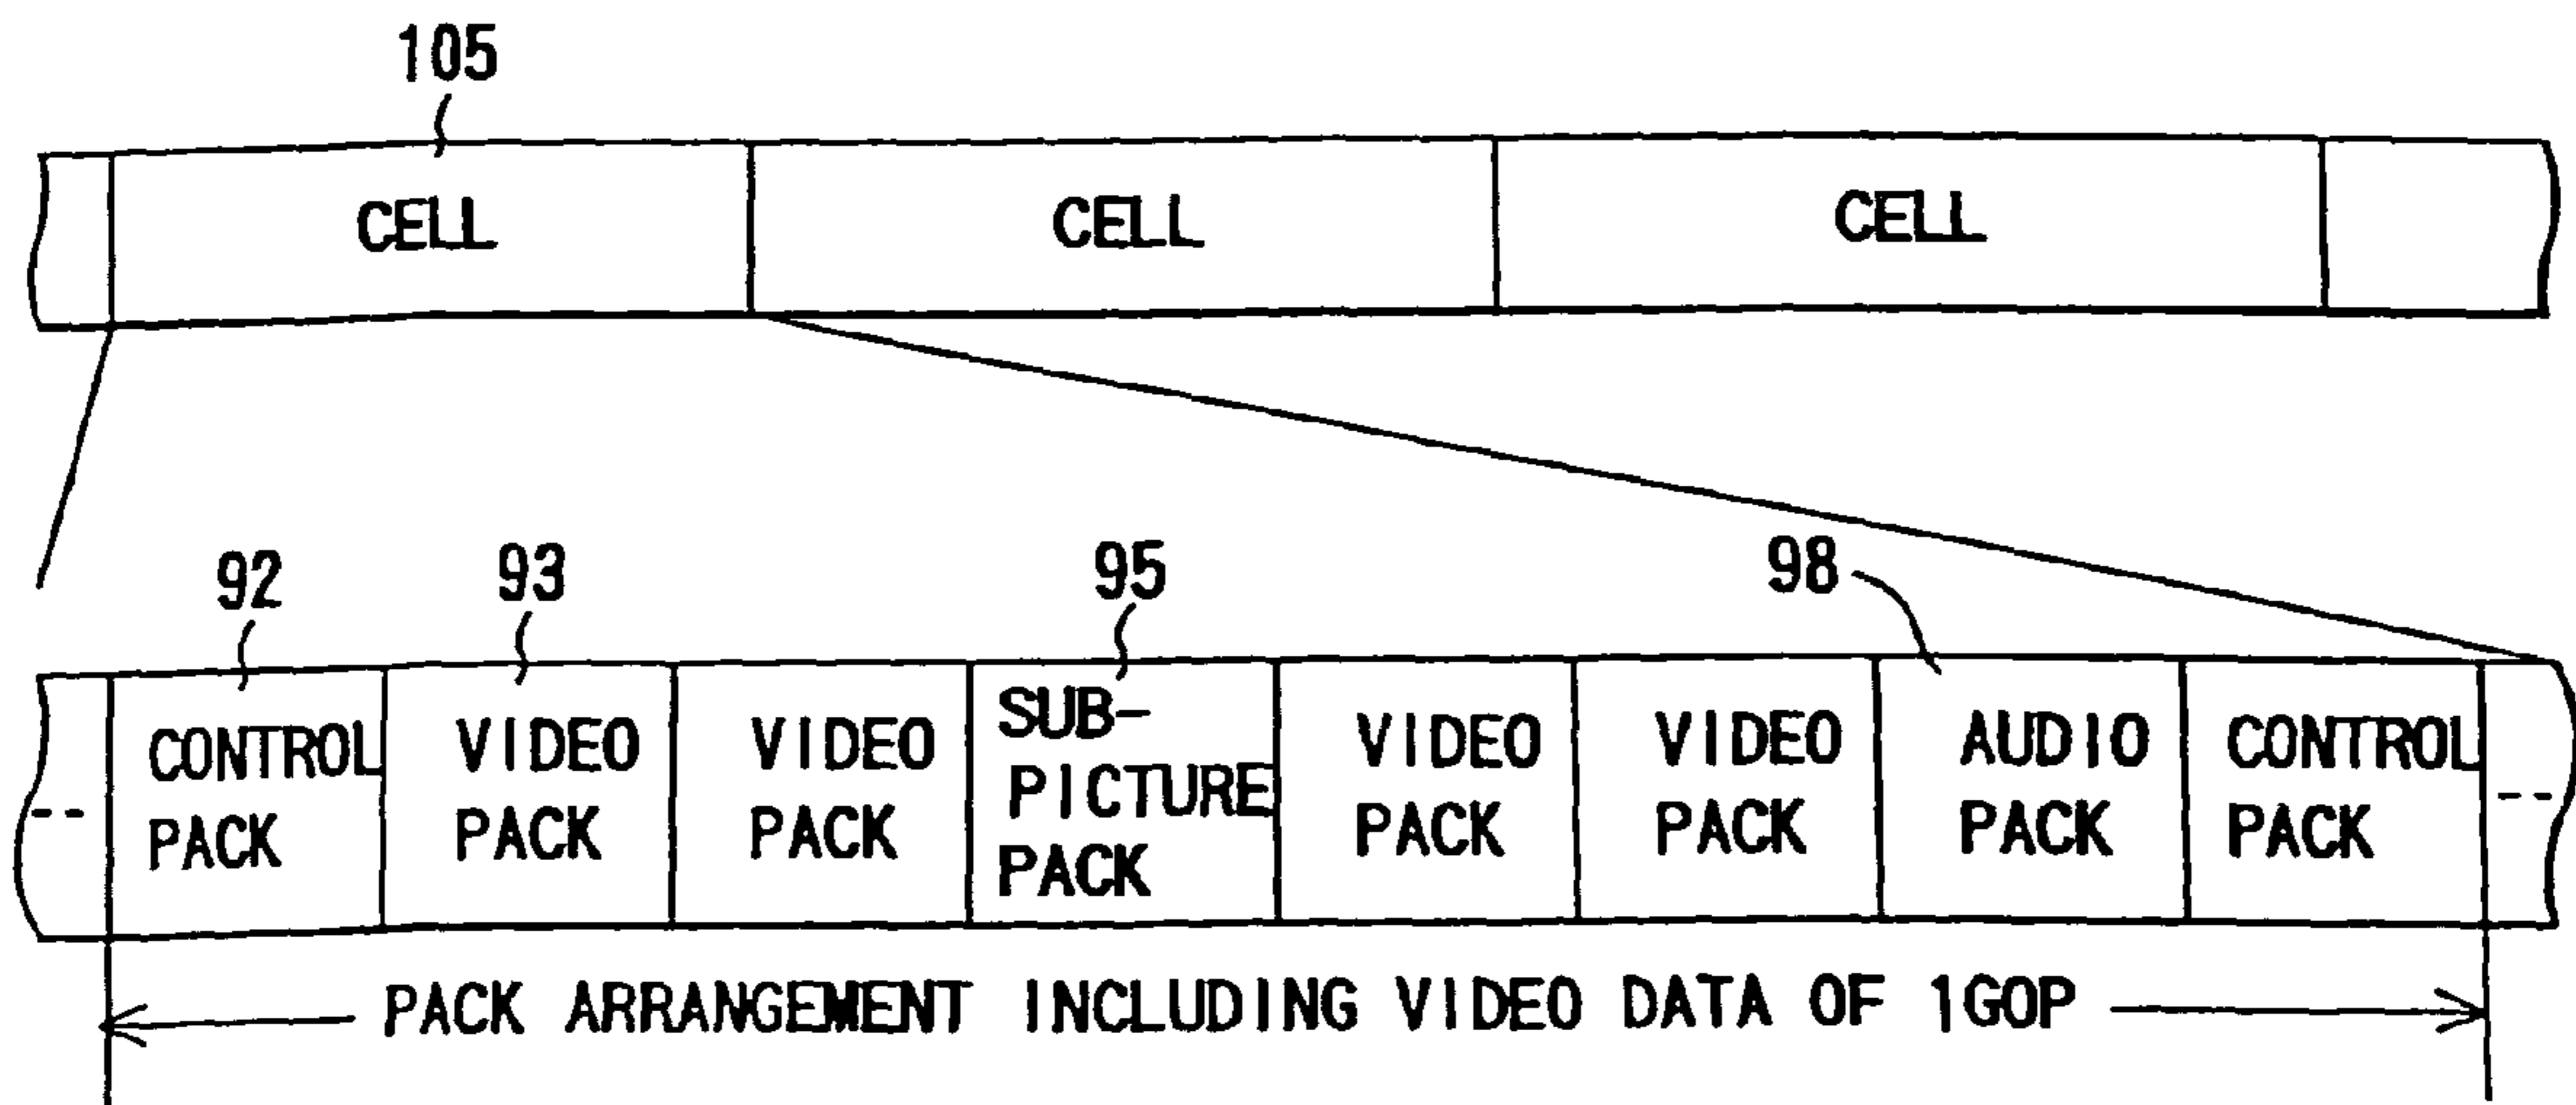 105
CELL
CELL
CELL
92
93
95
98
CONTROL
PACK
VIDEO
PACK
VIDEO
PACK
SUB-
PICTURE
PACK
VIDEO
PACK
VIDEO
PACK
AUDIO
PACK
CONTROL
PACK
PACK ARRANGEMENT INCLUDING VIDEO DATA OF 1GOP